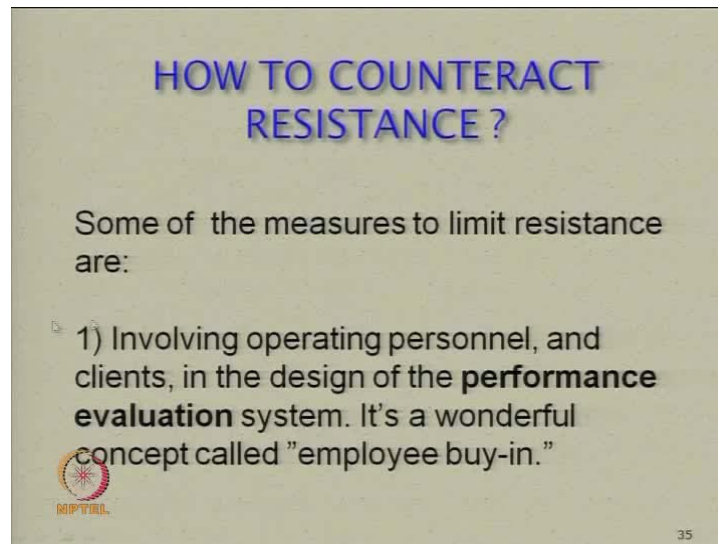 HOW TO COUNTERACT
RESISTANCE ?
Some of the measures to limit resistance
are:
1) Involving operating personnel, and
clients, in the design of the performance
evaluation system. It's a wonderful
concept called ”employee buy-in.”
NPTEL
35